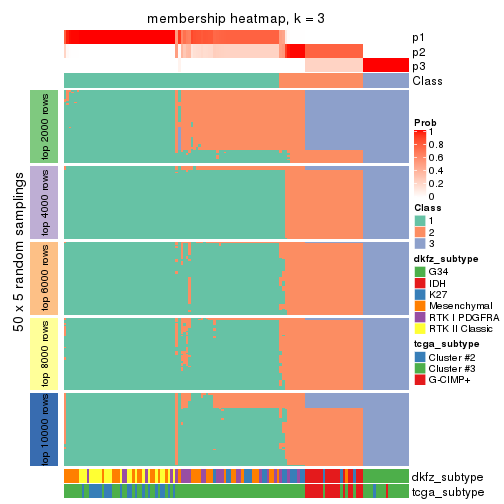 membership heatmap, k = 3
p1
p2
p3
Class
50 x 5 random samplings
top 2000 rows
top 4000 rows
top 6000 rows
top 8000 rows
top 10000 rows
Prob
1
0.8
0.6
0.4
0.2
0
Class
1
2
3
dkfz_subtype
G34
IDH
K27
Mesenchymal
RTK I PDGFRA
RTK II Classic
tcga_subtype
Cluster #2
Cluster #3
G-CIMP+
dkfz_subtype
tcga_subtype